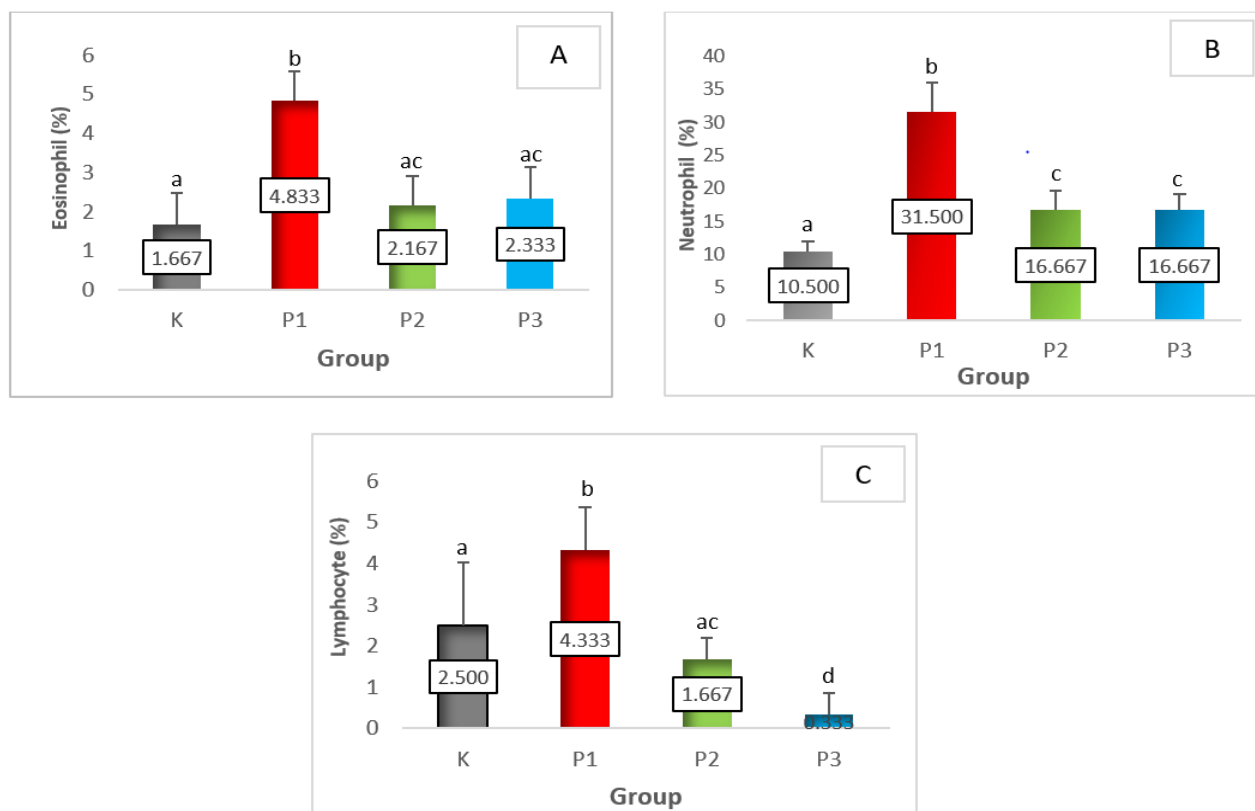 A
Eosinophil (%)
6
5
4
3
2
1
0
a
b
ac
ac
1.667
4.833
2.167
2.333
K P1 P2 P3
Group
B
Neutrophil (%)
40
35
30
25
20
15
10
5
0
a
b
c
c
10.500
31.500
16.667
16.667
K P1 P2 P3
Group
C
Lymphocyte (%)
6
5
4
3
2
1
0
a
b
ac
d
2.500
4.333
1.667
0.333
K P1 P2 P3
Group